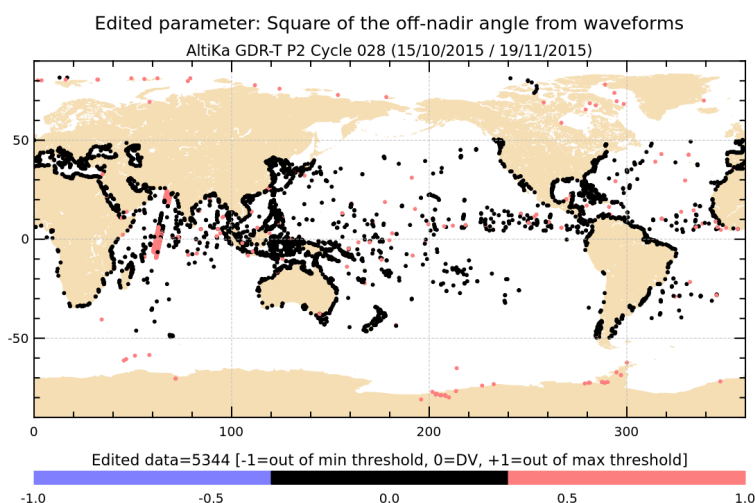 Edited parameter: Square of the off-nadir angle from waveforms
AltiKa GDR-T P2 Cycle 028 (15/10/2015 / 19/11/2015)
50
0
-50
0 100 200 300
Edited data=5344 [-1=out of min threshold, 0=DV, +1=out of max threshold]
-1.0 -0.5 0.0 0.5 1.0